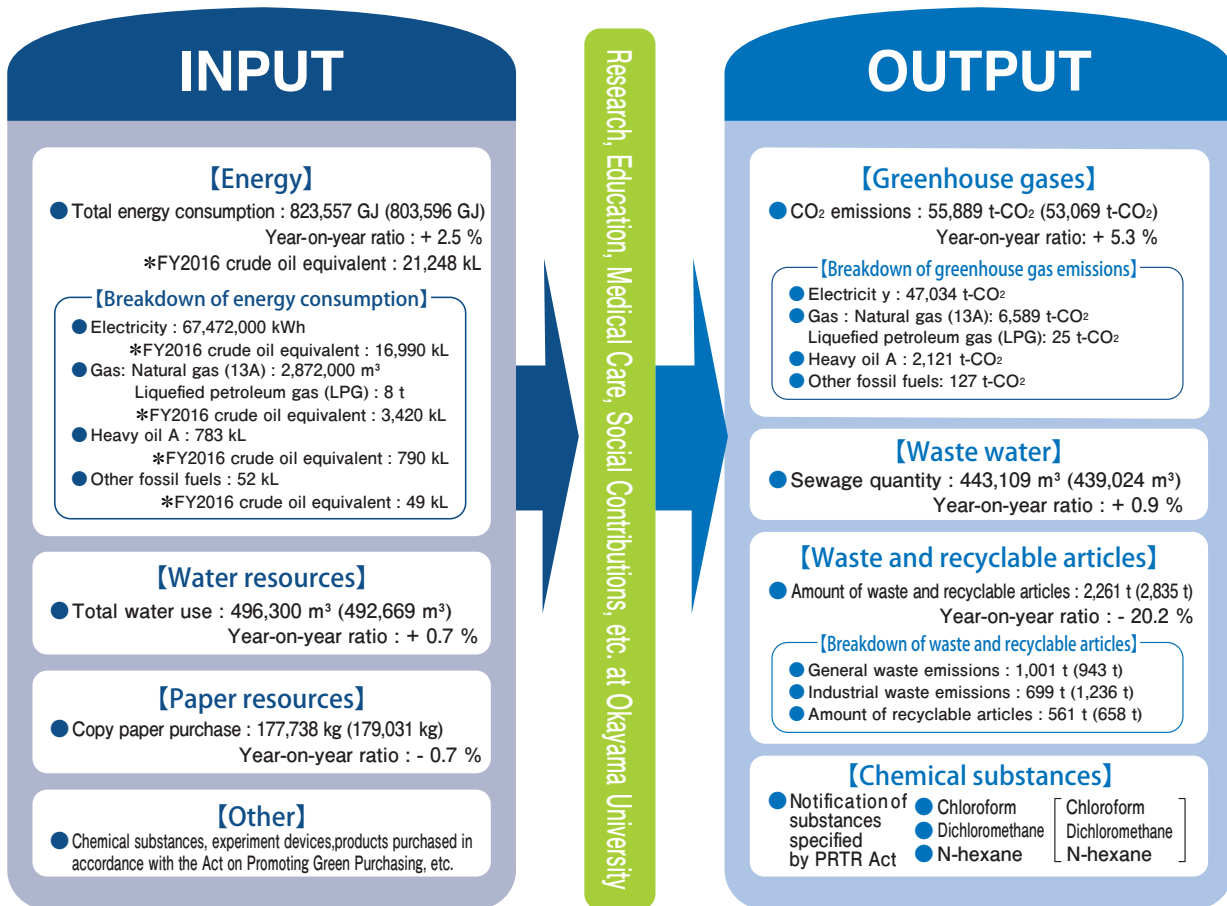 INPUT
【Energy】
● Total energy consumption : 823,557 GJ (803,596 GJ)
Year-on-year ratio : + 2.5 %
*FY2016 crude oil equivalent : 21,248 kL
【Breakdown of energy consumption】
● Electricity : 67,472,000 kWh
*FY2016 crude oil equivalent : 16,990 kL
● Gas: Natural gas (13A) : 2,872,000 m³
Liquefied petroleum gas (LPG) : 8 t
*FY2016 crude oil equivalent : 3,420 kL
● Heavy oil A : 783 kL
*FY2016 crude oil equivalent : 790 kL
● Other fossil fuels : 52 kL
*FY2016 crude oil equivalent : 49 kL
【Water resources】
● Total water use : 496,300 m³ (492,669 m³)
Year-on-year ratio : + 0.7 %
【Paper resources】
● Copy paper purchase : 177,738 kg (179,031 kg)
Year-on-year ratio : - 0.7 %
【Other】
● Chemical substances, experiment devices,products purchased in
accordance with the Act on Promoting Green Purchasing, etc.
Research, Education, Medical Care, Social Contributions, etc. at Okayama University
OUTPUT
【Greenhouse gases】
● CO₂ emissions : 55,889 t-CO₂ (53,069 t-CO₂)
Year-on-year ratio: + 5.3 %
【Breakdown of greenhouse gas emissions】
● Electricit y : 47,034 t-CO₂
● Gas : Natural gas (13A): 6,589 t-CO₂
Liquefied petroleum gas (LPG): 25 t-CO₂
● Heavy oil A : 2,121 t-CO₂
● Other fossil fuels: 127 t-CO₂
【Waste water】
● Sewage quantity : 443,109 m³ (439,024 m³)
Year-on-year ratio : + 0.9 %
【Waste and recyclable articles】
● Amount of waste and recyclable articles : 2,261 t (2,835 t)
Year-on-year ratio : - 20.2 %
【Breakdown of waste and recyclable articles】
● General waste emissions : 1,001 t (943 t)
● Industrial waste emissions : 699 t (1,236 t)
● Amount of recyclable articles : 561 t (658 t)
【Chemical substances】
● Notification of
substances
specified
by PRTR Act
● Chloroform
● Dichloromethane
● N-hexane
[Chloroform
Dichloromethane
N-hexane]